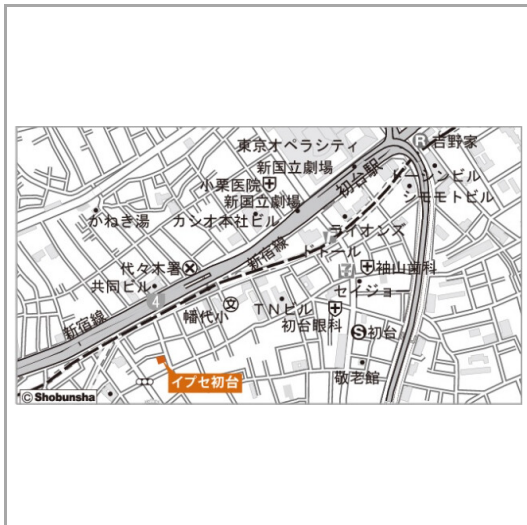 吉野家
東京オペラシティ
新国立劇場
初台駅
ドーシンビル
小栗医院
シモモトビル
新国立劇場
かねき湯
カシオ本社ビル
ライオンズ
新宿線
ドトール
代々木署
袖山歯科
共同ビル
セイジョー
4
幡代小
TNビル
初台眼科
新宿線
S初台
敬老館
イプセ初台
© Shobunsha